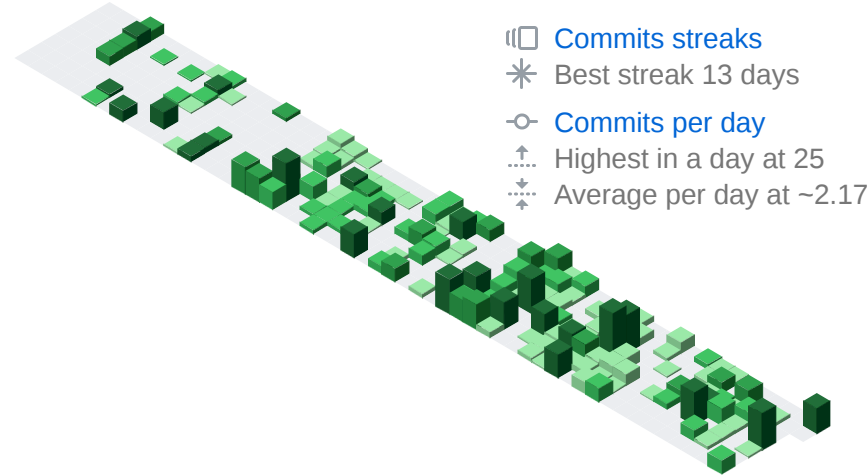 Commits streaks
Best streak 13 days
Commits per day
Highest in a day at 25
Average per day at ~2.17